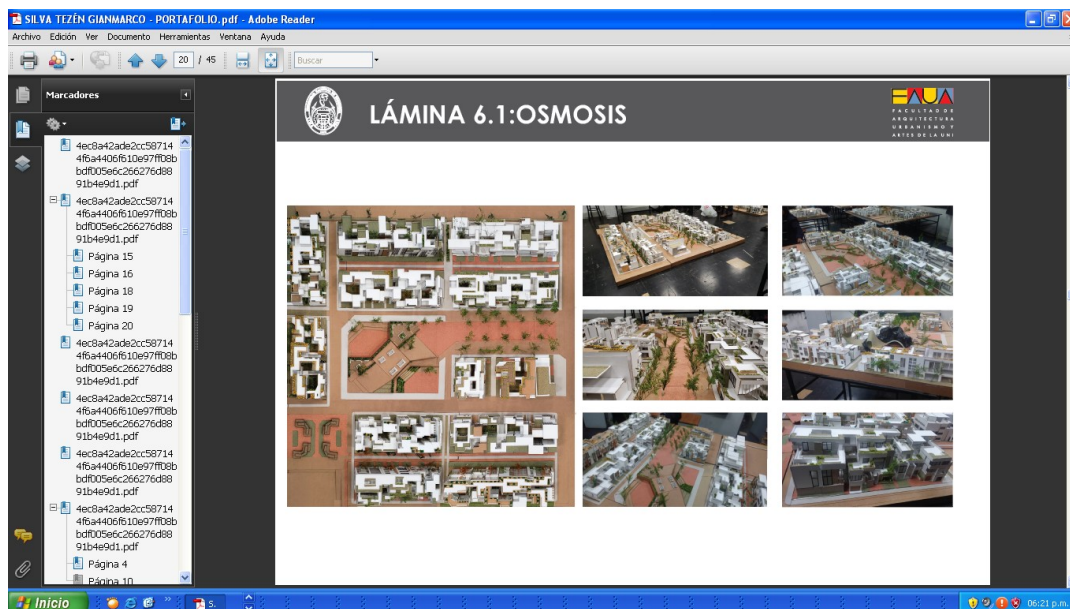 SILVA TEZÉN GIANMARCO - PORTAFOLIO.pdf - Adobe Reader
Archivo Edición Ver Documento Herramientas Ventana Ayuda
20 / 45 Buscar
Marcadores
4ec8a42ade2cc58714
4f6a4406f610e97ff08b
bdf005e6c266276d88
91b4e9d1.pdf
4ec8a42ade2cc58714
4f6a4406f610e97ff08b
bdf005e6c266276d88
91b4e9d1.pdf
Página 15
Página 16
Página 18
Página 19
Página 20
4ec8a42ade2cc58714
4f6a4406f610e97ff08b
bdf005e6c266276d88
91b4e9d1.pdf
4ec8a42ade2cc58714
4f6a4406f610e97ff08b
bdf005e6c266276d88
91b4e9d1.pdf
4ec8a42ade2cc58714
4f6a4406f610e97ff08b
bdf005e6c266276d88
91b4e9d1.pdf
4ec8a42ade2cc58714
4f6a4406f610e97ff08b
bdf005e6c266276d88
91b4e9d1.pdf
Página 4
Página 10
LÁMINA 6.1:OSMOSIS
FAUA
FACULTAD DE
ARQUITECTURA
URBANISMO Y
ARTES DE LA UNI
Inicio
S.
06:21 p.m.